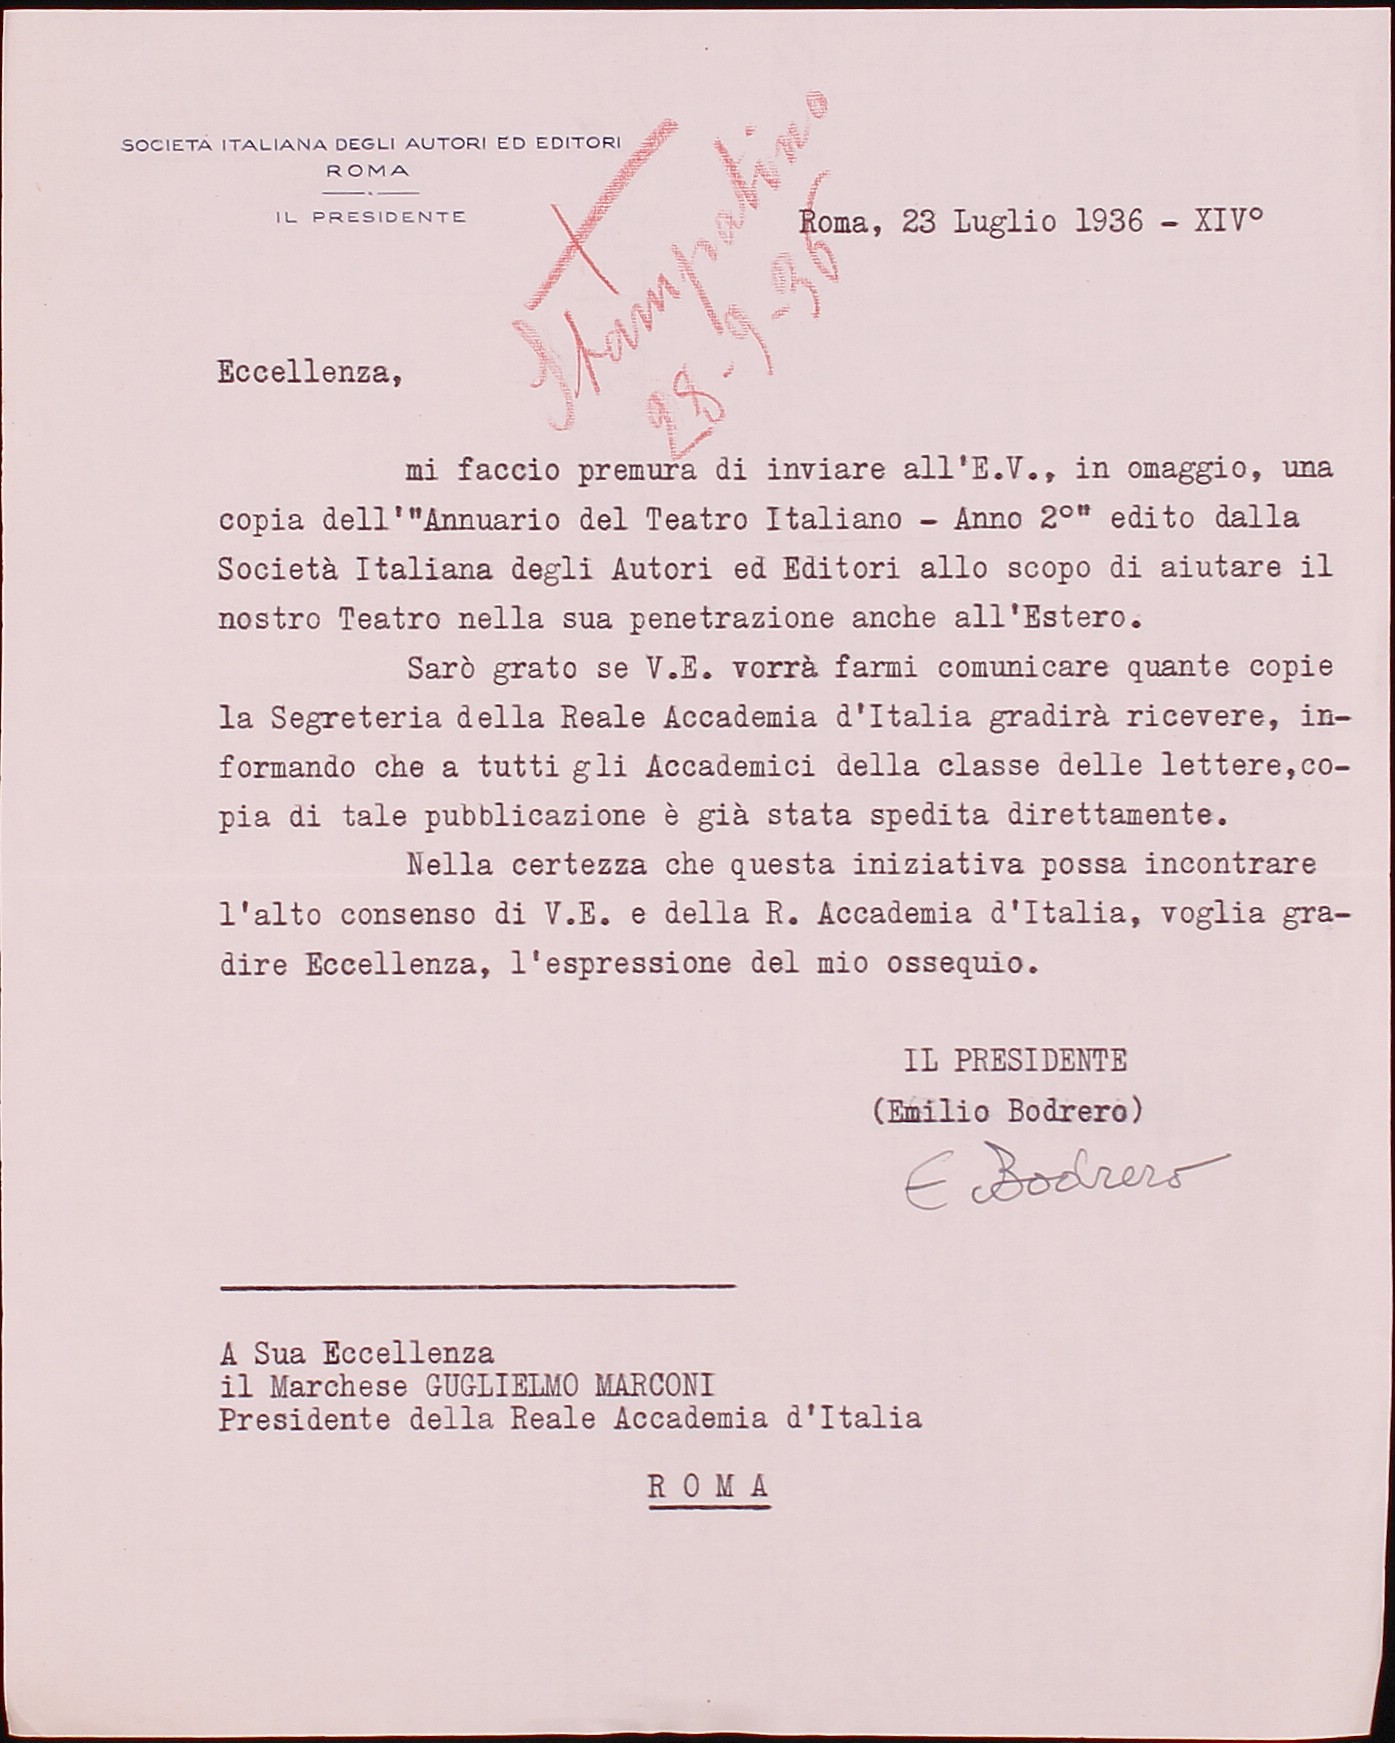 SOCIETÀ ITALIANA DEGLI AUTORI ED EDITORI
ROMA
IL PRESIDENTE
Stampatino
28-9-36
Roma, 23 Luglio 1936 - XIV°
Eccellenza,
mi faccio premura di inviare all'E.V., in omaggio, una
copia dell'"Annuario del Teatro Italiano - Anno 2°" edito dalla
Società Italiana degli Autori ed Editori allo scopo di aiutare il
nostro Teatro nella sua penetrazione anche all'Estero.
Sarò grato se V.E. vorrà farmi comunicare quante copie
la Segreteria della Reale Accademia d'Italia gradirà ricevere, in-
formando che a tutti gli Accademici della classe delle lettere,co-
pia di tale pubblicazione è già stata spedita direttamente.
Nella certezza che questa iniziativa possa incontrare
l'alto consenso di V.E. e della R. Accademia d'Italia, voglia gra-
dire Eccellenza, l'espressione del mio ossequio.
IL PRESIDENTE
(Emilio Bodrero)
E Bodrero
A Sua Eccellenza
il Marchese GUGLIELMO MARCONI
Presidente della Reale Accademia d'Italia
R O M A